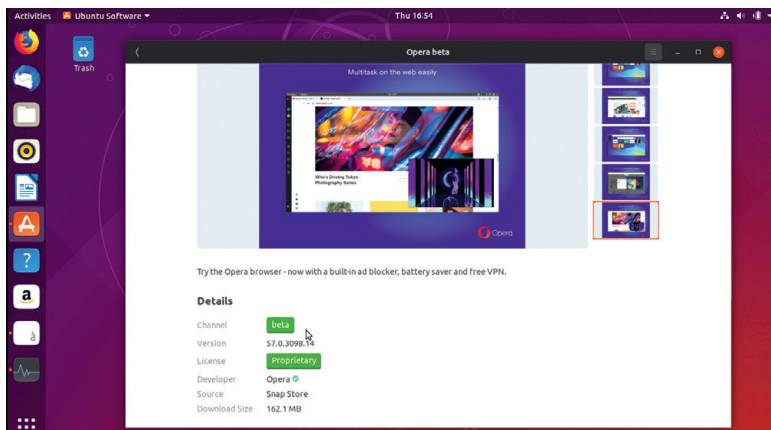 Activities Ubuntu Software Thu 16:54
Trash
Opera beta
Multitask on the web easily
Who's Driving Tokyo
Photography Series
Opera
Try the Opera browser - now with a built-in ad blocker, battery saver and free VPN.
Details
Channel beta
Version 57.0.3098.14
License Proprietary
Developer Opera
Source Snap Store
Download Size 162.1 MB